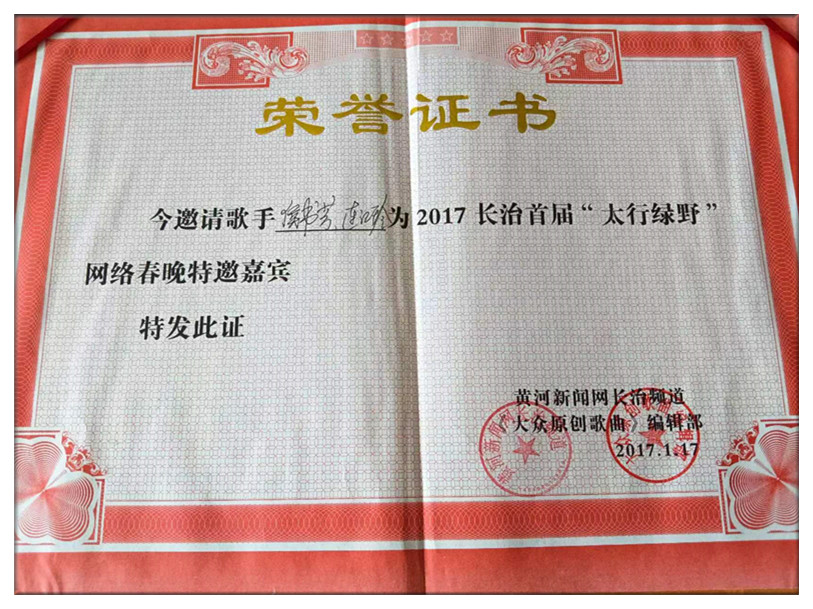 荣誉证书
今邀请歌手 为2017长治首届“太行绿野”
网络春晚特邀嘉宾
特发此证
黄河新闻网长治频道
大众原创歌曲》编辑部
2017.1.17